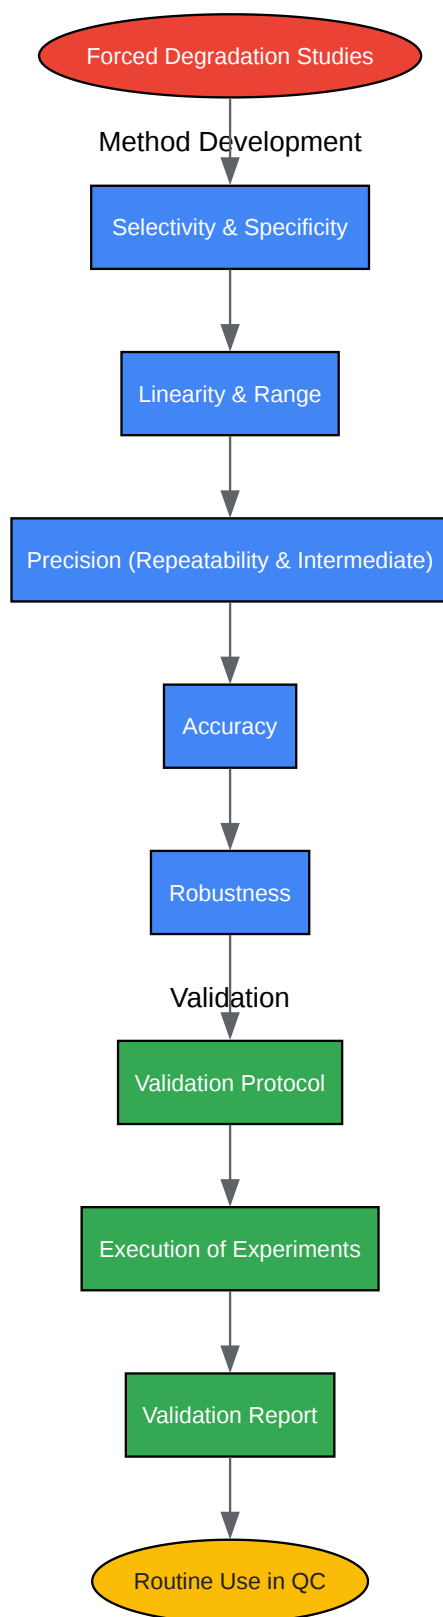 Forced Degradation Studies
Method Development
Selectivity & Specificity
Linearity & Range
Precision (Repeatability & Intermediate)
Accuracy
Robustness
Validation
Validation Protocol
Execution of Experiments
Validation Report
Routine Use in QC